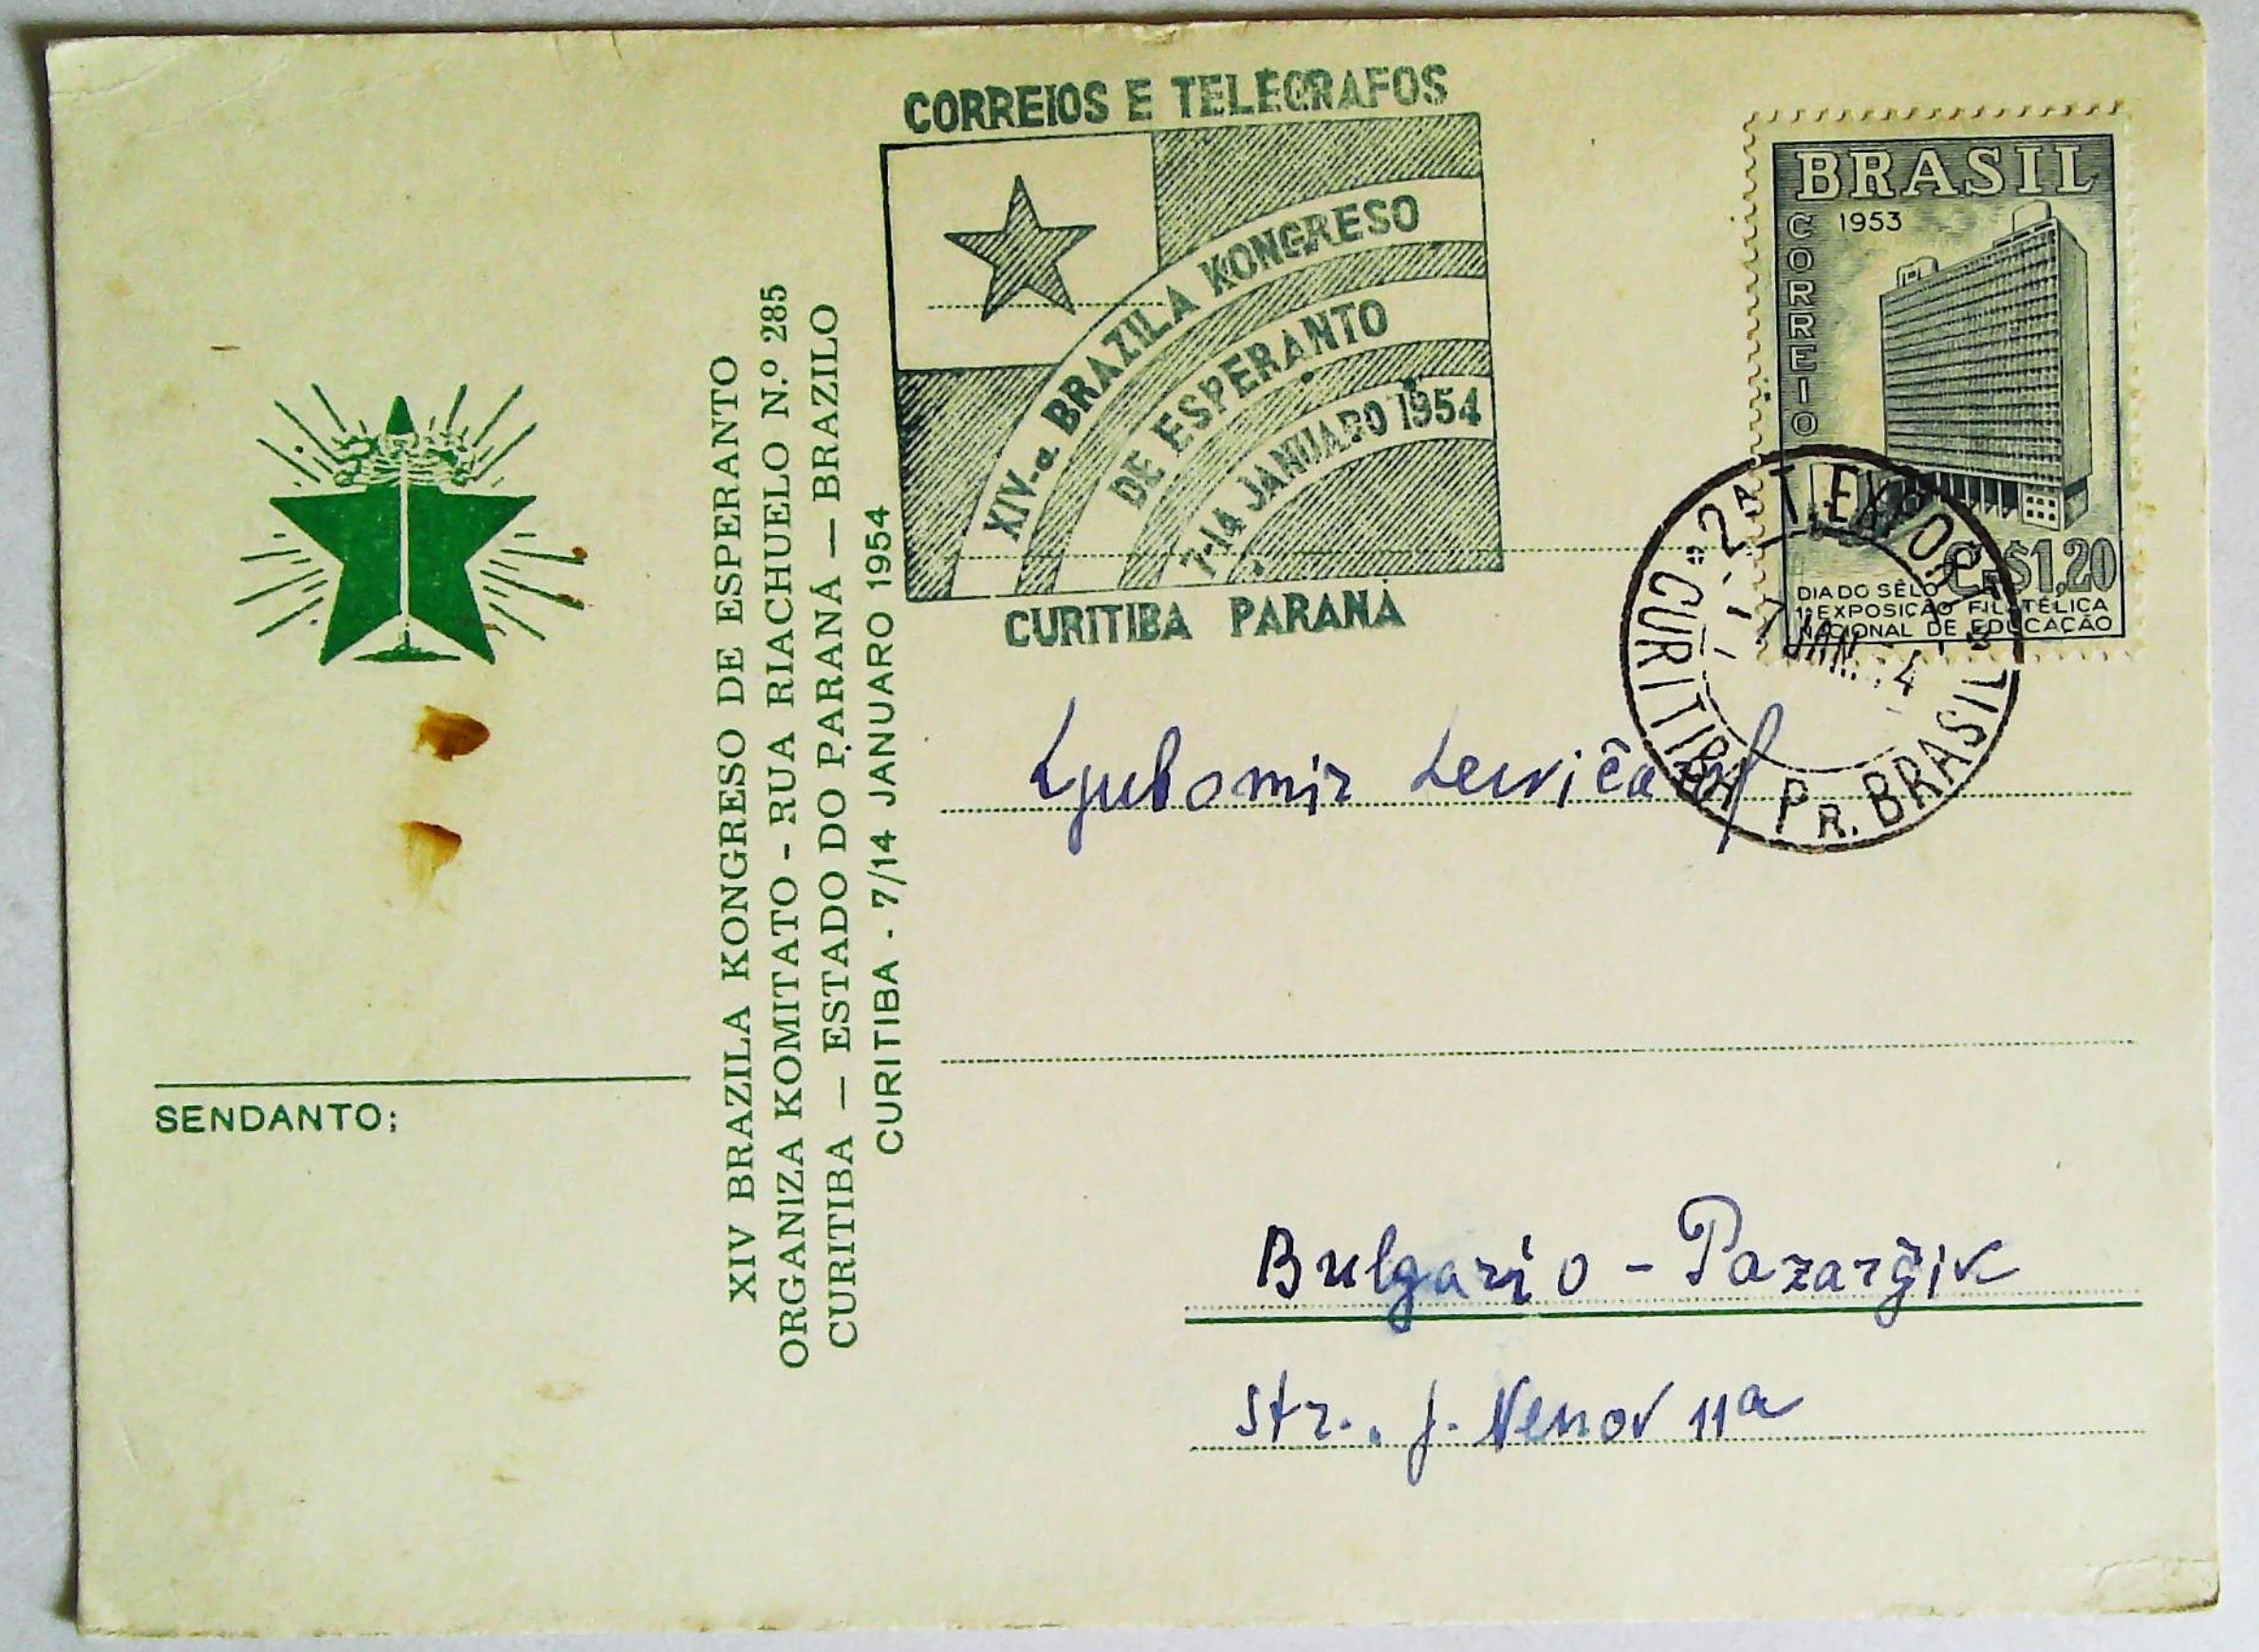 CORREIOS E TELÉGRAFOS
XIV-a BRAZILA KONGRESO
DE ESPERANTO
7-14 JANUARO 1954
CURITIBA PARANÁ
BRASIL
CORREIO
1953
Cr$1,20
DIA DO SÊLO
1ª EXPOSIÇÃO FILATÉLICA
NACIONAL DE EDUCAÇÃO
CURITIBA PR. BRASIL
XIV BRAZILA KONGRESO DE ESPERANTO
ORGANIZA KOMITATO - RUA RIACHUELO N.º 285
CURITIBA — ESTADO DO PARANÁ — BRAZILO
CURITIBA - 7/14 JANUARO 1954
SENDANTO:
Ljubomir
Bulgario - Pazarĝik
str. J. Nenov 11a